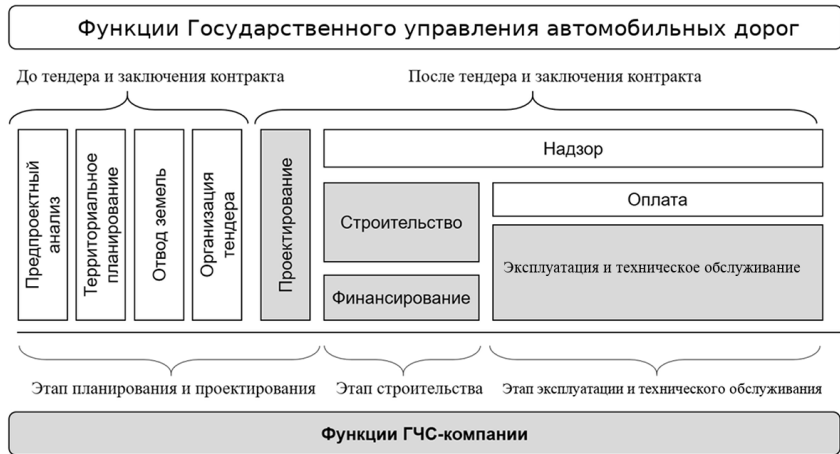 Функции Государственного управления автомобильных дорог
До тендера и заключения контракта
После тендера и заключения контракта
Предпроектный
анализ
Территориальное
планирование
Отвод земель
Организация
тендера
Проектирование
Надзор
Строительство
Финансирование
Оплата
Эксплуатация и техническое обслуживание
Этап планирования и проектирования
Этап строительства
Этап эксплуатации и технического обслуживания
Функции ГЧС-компании